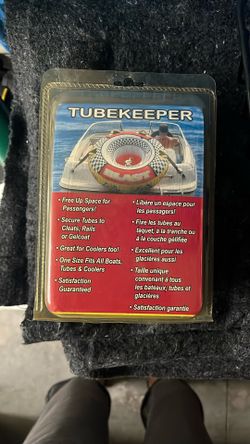 TUBEKEEPER
• Free Up Space for
Passengers!
• Secure Tubes to
Cleats, Rails
or Gelcoat
• Great for Coolers too!
• One Size Fits All Boats,
Tubes & Coolers
• Satisfaction
Guaranteed
• Libère un espace pour
les passagers!
• Fixe les tubes au
taquet, à la tranche ou
à la couche gélifiée
• Excellent pour les
glacières aussi!
• Taille unique
convenant à tous
les bateaux, tubes et
glacières
• Satisfaction garantie